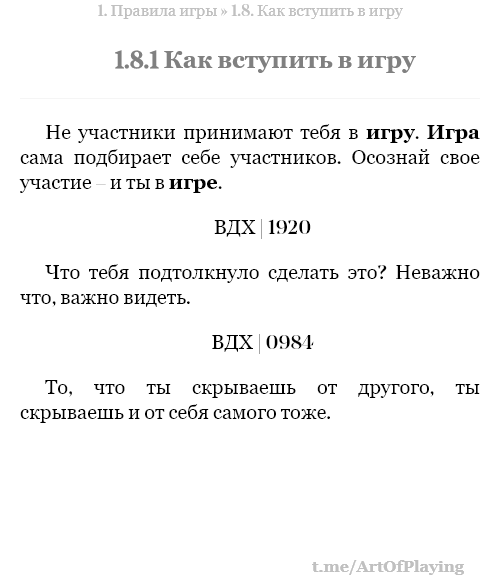 1. Правила игры » 1.8. Как вступить в игру
1.8.1 Как вступить в игру
Не участники принимают тебя в игру. Игра
сама подбирает себе участников. Осознай свое
участие – и ты в игре.
ВДХ | 1920
Что тебя подтолкнуло сделать это? Неважно
что, важно видеть.
ВДХ | 0984
То, что ты скрываешь от другого, ты
скрываешь и от себя самого тоже.
t.me/ArtOfPlaying